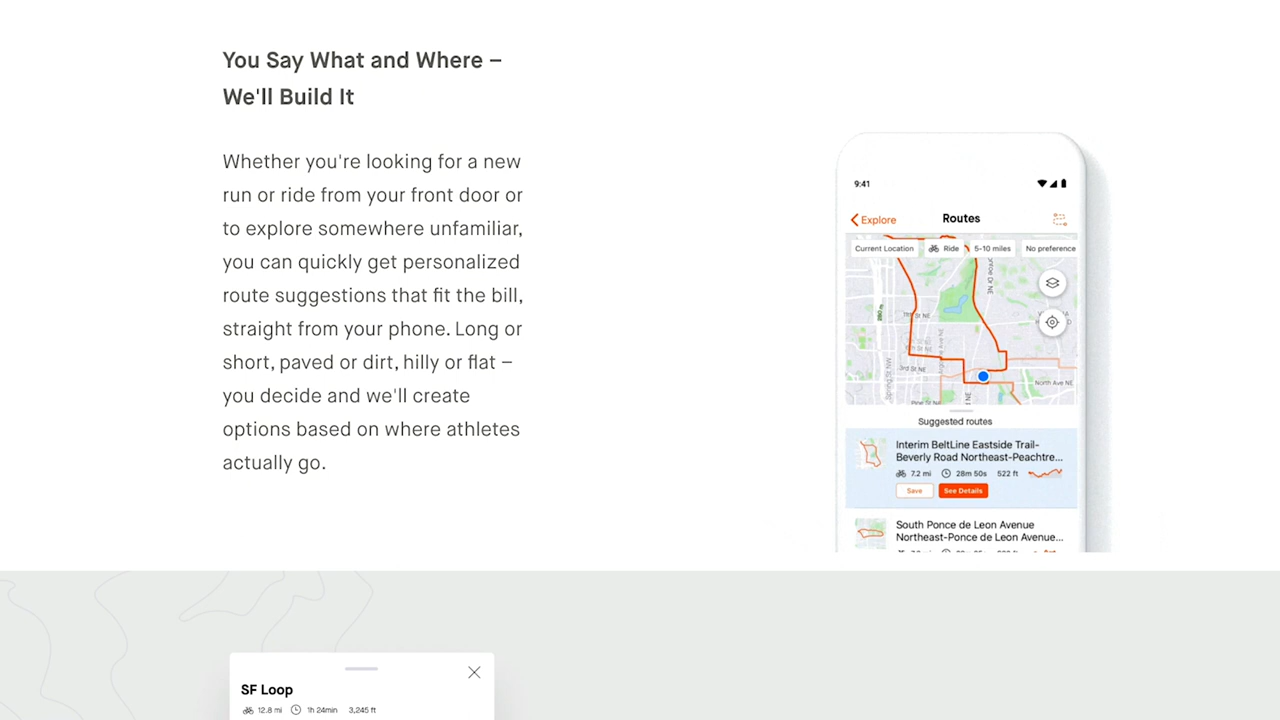 You Say What and Where –
We'll Build It
Whether you're looking for a new
run or ride from your front door or
to explore somewhere unfamiliar,
you can quickly get personalized
route suggestions that fit the bill,
straight from your phone. Long or
short, paved or dirt, hilly or flat –
you decide and we'll create
options based on where athletes
actually go.
9:41
Explore
Routes
Current Location
Ride
5-10 miles
No preference
11th St NE
3rd St NE
North Ave NE
Suggested routes
Interim BeltLine Eastside Trail-
Beverly Road Northeast-Peachtre...
7.2 mi
28m 50s
522 ft
Save
See Details
South Ponce de Leon Avenue
Northeast-Ponce de Leon Avenue...
SF Loop
12.8 mi
1h 24min
3,245 ft